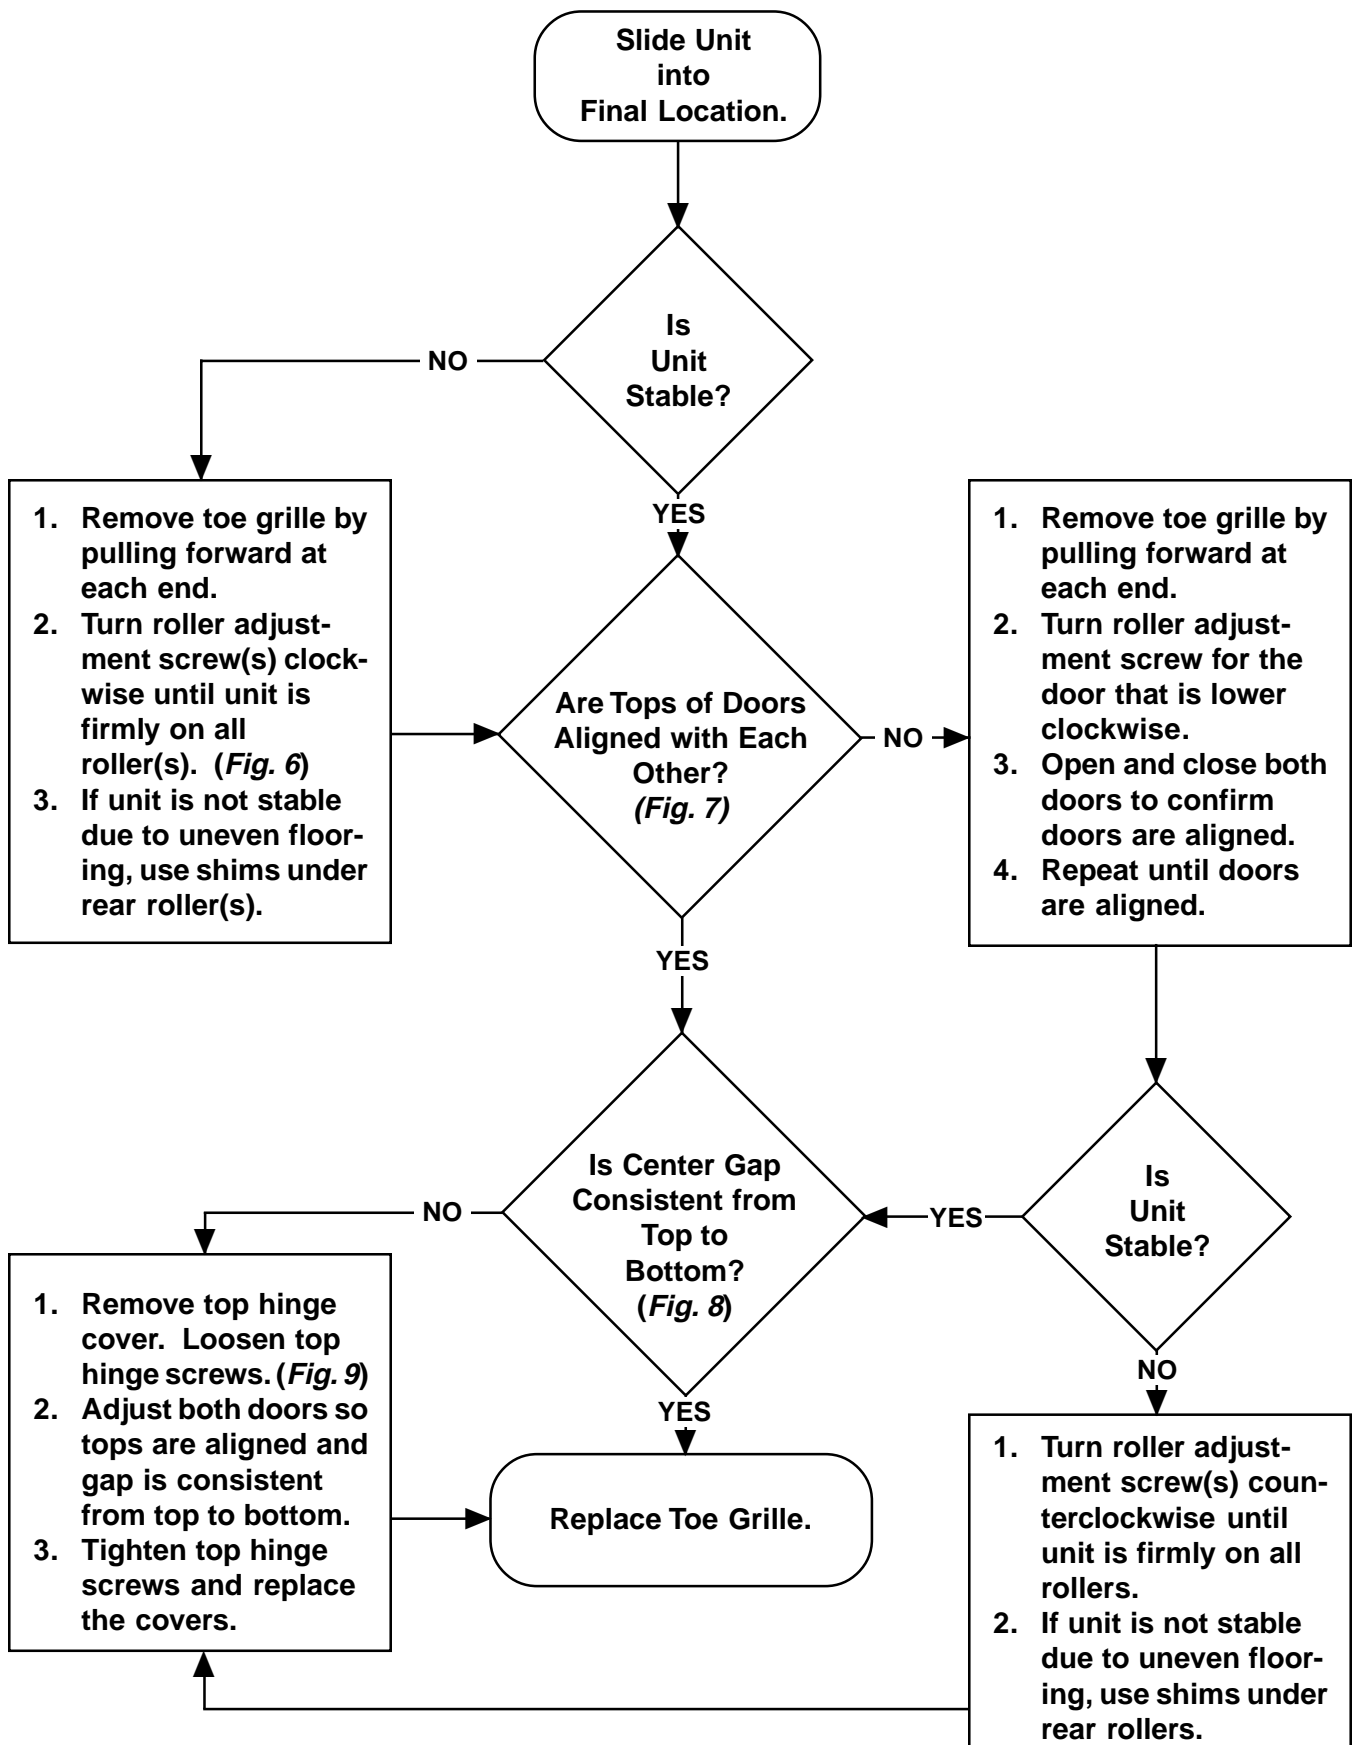 Slide Unit
into
Final Location.
Is
Unit
Stable?
NO
YES
1. Remove toe grille by
pulling forward at
each end.
2. Turn roller adjust-
ment screw(s) clock-
wise until unit is
firmly on all
roller(s). (Fig. 6)
3. If unit is not stable
due to uneven floor-
ing, use shims under
rear roller(s).
Are Tops of Doors
Aligned with Each
Other?
(Fig. 7)
NO
YES
1. Remove toe grille by
pulling forward at
each end.
2. Turn roller adjust-
ment screw for the
door that is lower
clockwise.
3. Open and close both
doors to confirm
doors are aligned.
4. Repeat until doors
are aligned.
Is
Unit
Stable?
YES
NO
Is Center Gap
Consistent from
Top to
Bottom?
(Fig. 8)
NO
YES
1. Remove top hinge
cover. Loosen top
hinge screws. (Fig. 9)
2. Adjust both doors so
tops are aligned and
gap is consistent
from top to bottom.
3. Tighten top hinge
screws and replace
the covers.
Replace Toe Grille.
1. Turn roller adjust-
ment screw(s) coun-
terclockwise until
unit is firmly on all
rollers.
2. If unit is not stable
due to uneven floor-
ing, use shims under
rear rollers.